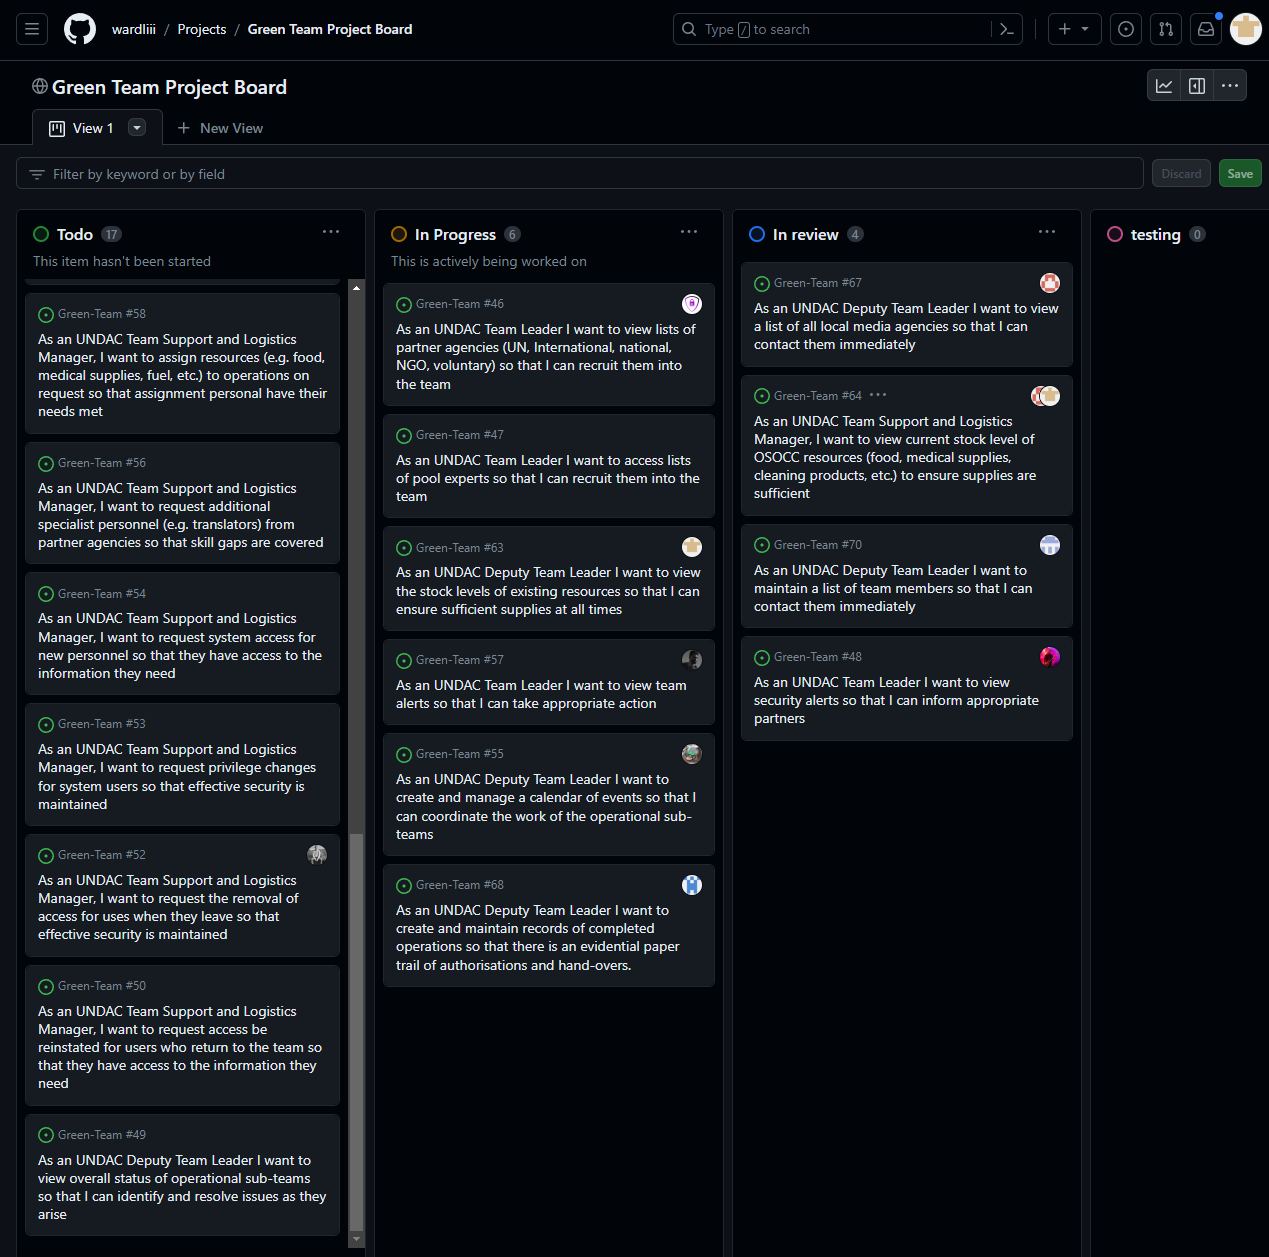 wardliii / Projects / Green Team Project Board
Type / to search
Green Team Project Board
View 1
New View
Filter by keyword or by field
Discard
Save
Todo 17
This item hasn't been started
Green-Team #58
As an UNDAC Team Support and Logistics
Manager, I want to assign resources (e.g. food,
medical supplies, fuel, etc.) to operations on
request so that assignment personal have their
needs met
Green-Team #56
As an UNDAC Team Support and Logistics
Manager, I want to request additional
specialist personnel (e.g. translators) from
partner agencies so that skill gaps are covered
Green-Team #54
As an UNDAC Team Support and Logistics
Manager, I want to request system access for
new personnel so that they have access to the
information they need
Green-Team #53
As an UNDAC Team Support and Logistics
Manager, I want to request privilege changes
for system users so that effective security is
maintained
Green-Team #52
As an UNDAC Team Support and Logistics
Manager, I want to request the removal of
access for uses when they leave so that
effective security is maintained
Green-Team #50
As an UNDAC Team Support and Logistics
Manager, I want to request access be
reinstated for users who return to the team so
that they have access to the information they
need
Green-Team #49
As an UNDAC Deputy Team Leader I want to
view overall status of operational sub-teams
so that I can identify and resolve issues as they
arise
In Progress 6
This is actively being worked on
Green-Team #46
As an UNDAC Team Leader I want to view lists of
partner agencies (UN, International, national,
NGO, voluntary) so that I can recruit them into
the team
Green-Team #47
As an UNDAC Team Leader I want to access lists
of pool experts so that I can recruit them into the
team
Green-Team #63
As an UNDAC Deputy Team Leader I want to view
the stock levels of existing resources so that I can
ensure sufficient supplies at all times
Green-Team #57
As an UNDAC Team Leader I want to view team
alerts so that I can take appropriate action
Green-Team #55
As an UNDAC Deputy Team Leader I want to
create and manage a calendar of events so that I
can coordinate the work of the operational sub-
teams
Green-Team #68
As an UNDAC Deputy Team Leader I want to
create and maintain records of completed
operations so that there is an evidential paper
trail of authorisations and hand-overs.
In review 4
Green-Team #67
As an UNDAC Deputy Team Leader I want to view
a list of all local media agencies so that I can
contact them immediately
Green-Team #64
As an UNDAC Team Support and Logistics
Manager, I want to view current stock level of
OSOCC resources (food, medical supplies,
cleaning products, etc.) to ensure supplies are
sufficient
Green-Team #70
As an UNDAC Deputy Team Leader I want to
maintain a list of team members so that I can
contact them immediately
Green-Team #48
As an UNDAC Team Leader I want to view
security alerts so that I can inform appropriate
partners
testing 0